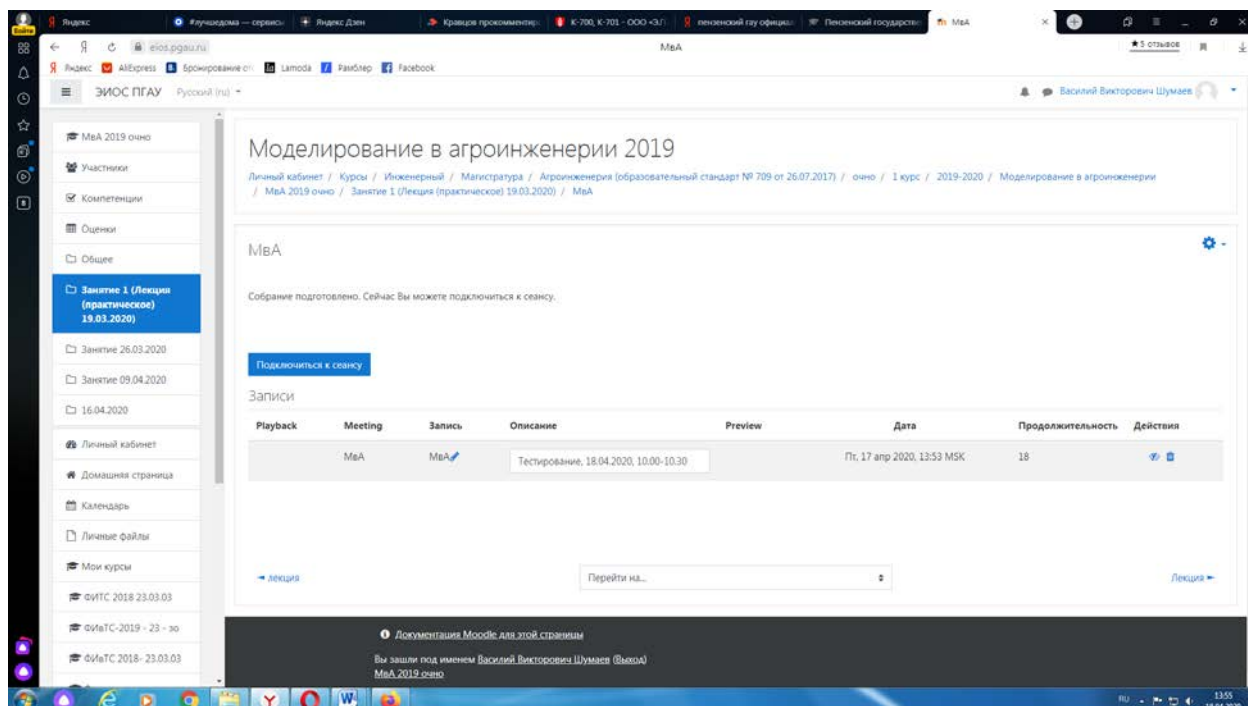 Яндекс
#лучшедома — сервисы
Яндекс Дзен
Кравцов прокомментиро
К-700, К-701 - ООО «ЗЛ
пензенский гау официал
Пензенский государстве
МвА
Войти
eios.pgau.ru
МвА
5 отзывов
Яндекс AliExpress Бронирование от Lamoda Рамблер Facebook
ЭИОС ПГАУ Русский (ru)
Василий Викторович Шумаев
МвА 2019 очно
Участники
Компетенции
Оценки
Общее
Занятие 1 (Лекция
(практическое)
19.03.2020)
Занятие 26.03.2020
Занятие 09.04.2020
16.04.2020
Личный кабинет
Домашняя страница
Календарь
Личные файлы
Мои курсы
ФИТС 2018 23.03.03
ФИвТС-2019 - 23 - зо
ФИвТС 2018- 23.03.03
Моделирование в агроинженерии 2019
Личный кабинет / Курсы / Инженерный / Магистратура / Агроинженерия (образовательный стандарт № 709 от 26.07.2017) / очно / 1 курс / 2019-2020 / Моделирование в агроинженерии
/ МвА 2019 очно / Занятие 1 (Лекция (практическое) 19.03.2020) / МвА
МвА
Собрание подготовлено. Сейчас Вы можете подключиться к сеансу.
Подключиться к сеансу
Записи
Playback Meeting Запись Описание Preview Дата Продолжительность Действия
МвА МвА Тестирование, 18.04.2020, 10.00-10.30 Пт, 17 апр 2020, 13:53 MSK 18
◄ лекция
Перейти на...
Лекция ►
Документация Moodle для этой страницы
Вы зашли под именем Василий Викторович Шумаев (Выход)
МвА 2019 очно
RU
13:55